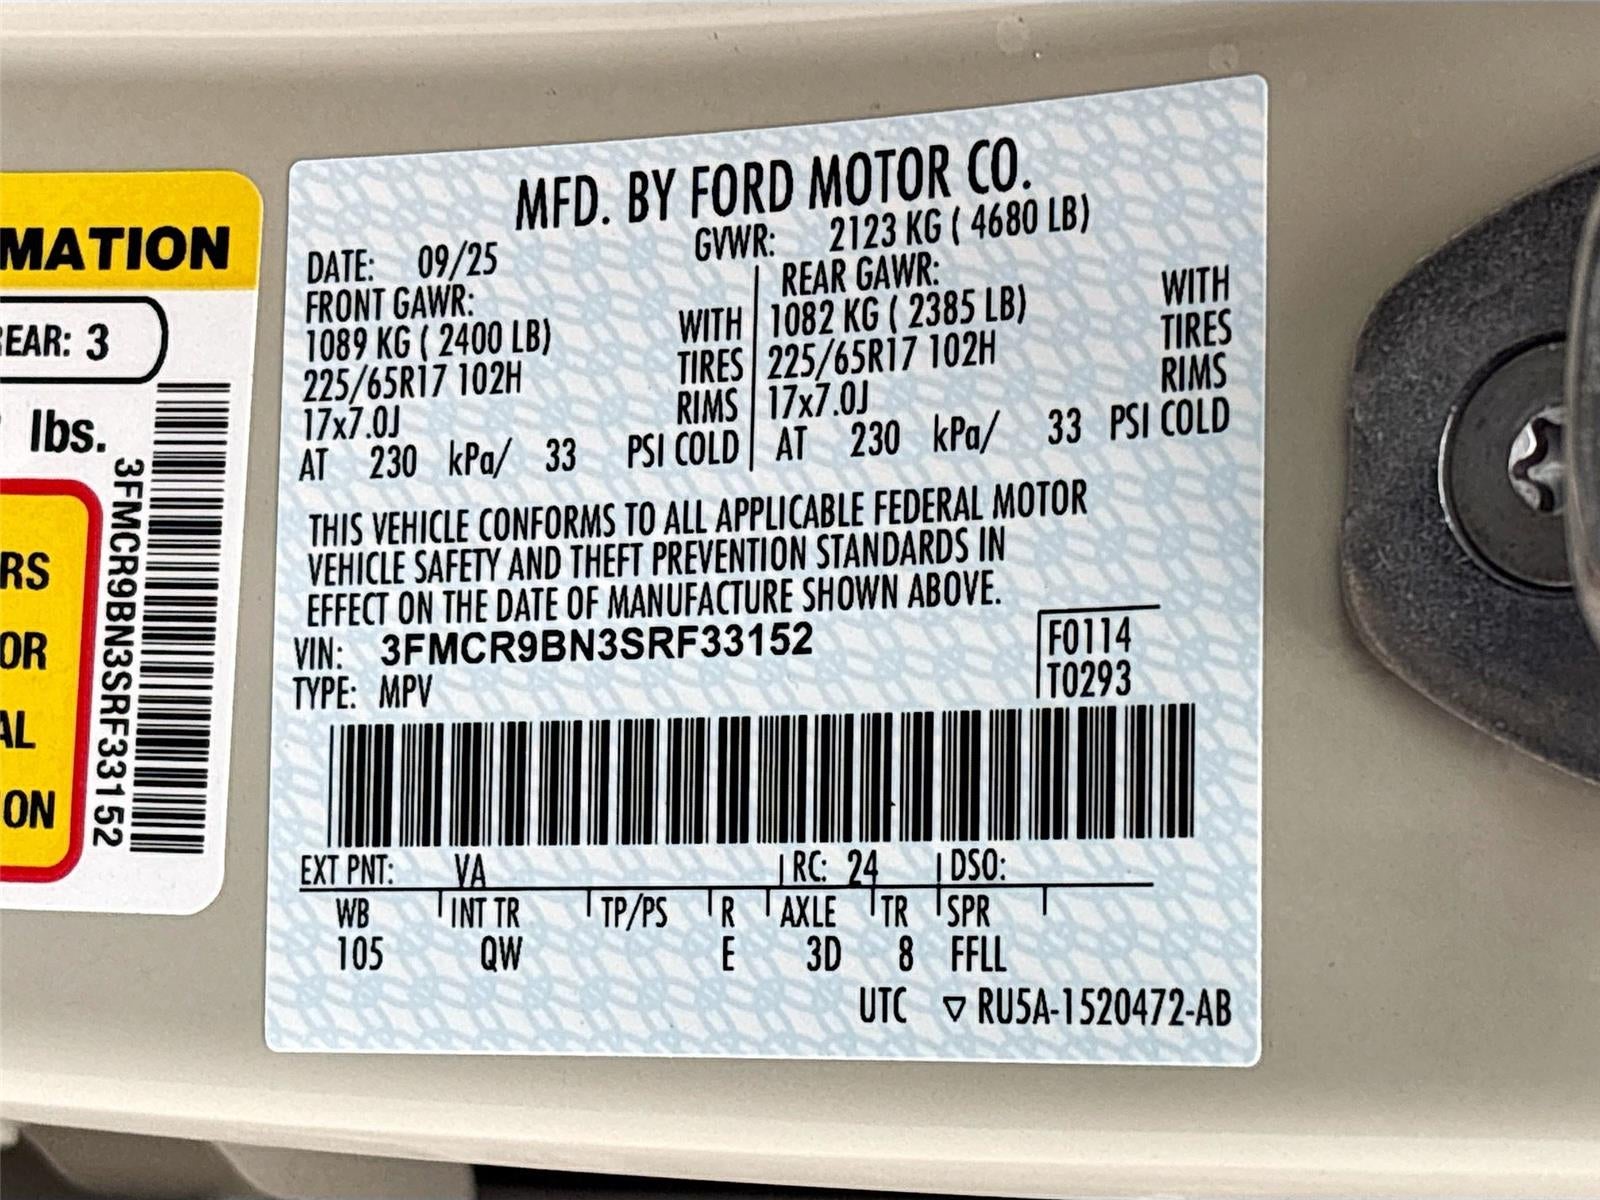 MATION
REAR: 3
lbs.
3FMCR9BN3SRF33152
RS
OR
AL
ON
MFD. BY FORD MOTOR CO.
DATE: 09/25 GVWR: 2123 KG ( 4680 LB)
FRONT GAWR:
1089 KG ( 2400 LB) WITH
225/65R17 102H TIRES
17x7.0J RIMS
AT 230 kPa/ 33 PSI COLD
REAR GAWR: WITH
1082 KG ( 2385 LB) TIRES
225/65R17 102H RIMS
17x7.0J
AT 230 kPa/ 33 PSI COLD
THIS VEHICLE CONFORMS TO ALL APPLICABLE FEDERAL MOTOR
VEHICLE SAFETY AND THEFT PREVENTION STANDARDS IN
EFFECT ON THE DATE OF MANUFACTURE SHOWN ABOVE.
VIN: 3FMCR9BN3SRF33152
TYPE: MPV
F0114
T0293
EXT PNT: VA RC: 24 DSO:
WB INT TR TP/PS R AXLE TR SPR
105 QW E 3D 8 FFLL
UTC ▽ RU5A-1520472-AB